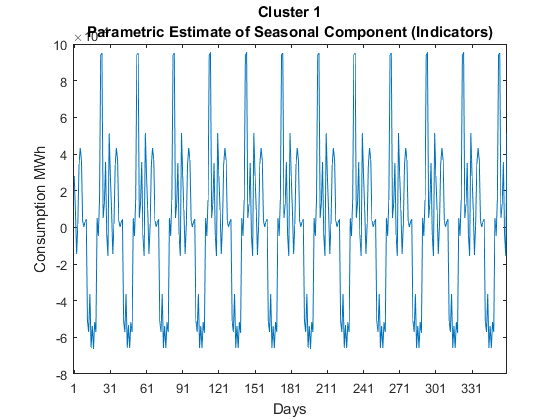 Cluster 1
Parametric Estimate of Seasonal Component (Indicators)
10
8
6
4
2
0
-2
-4
-6
-8
Consumption MWh
1 31 61 91 121 151 181 211 241 271 301 331
Days